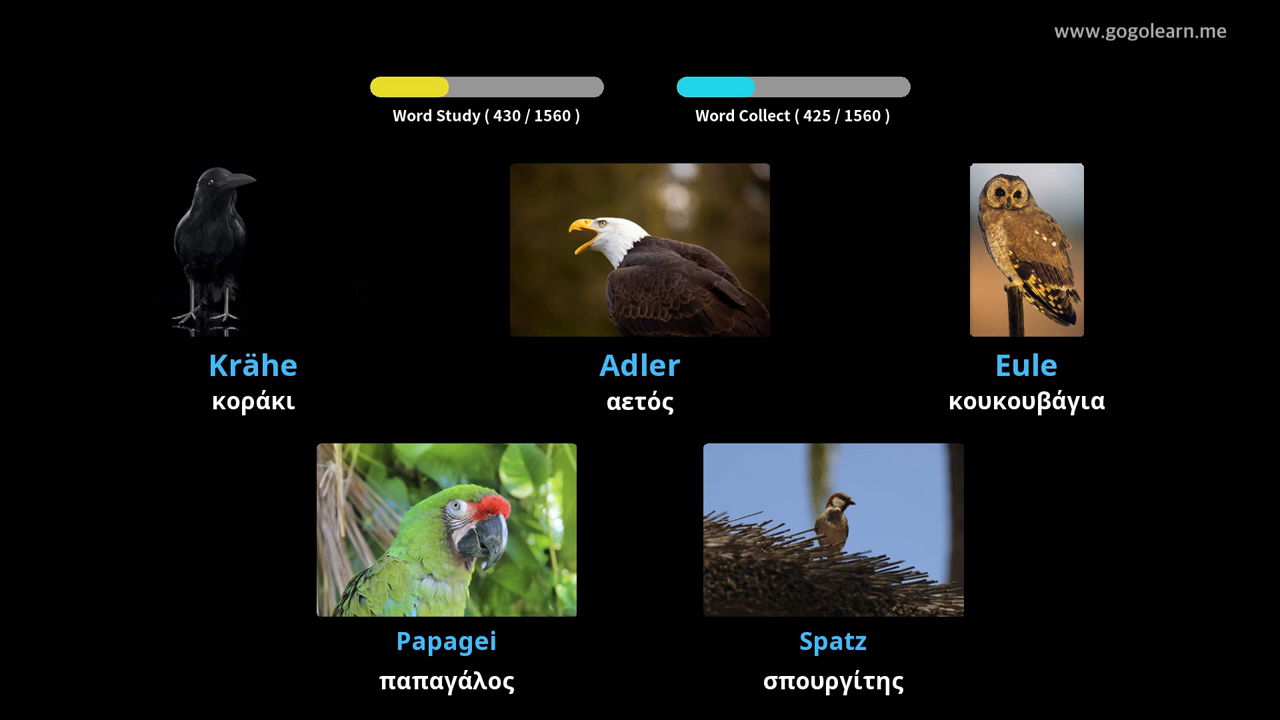 www.gogolearn.me
Word Study ( 430 / 1560 )
Word Collect ( 425 / 1560 )
Krähe
κοράκι
Adler
αετός
Eule
κουκουβάγια
Papagei
παπαγάλος
Spatz
σπουργίτης